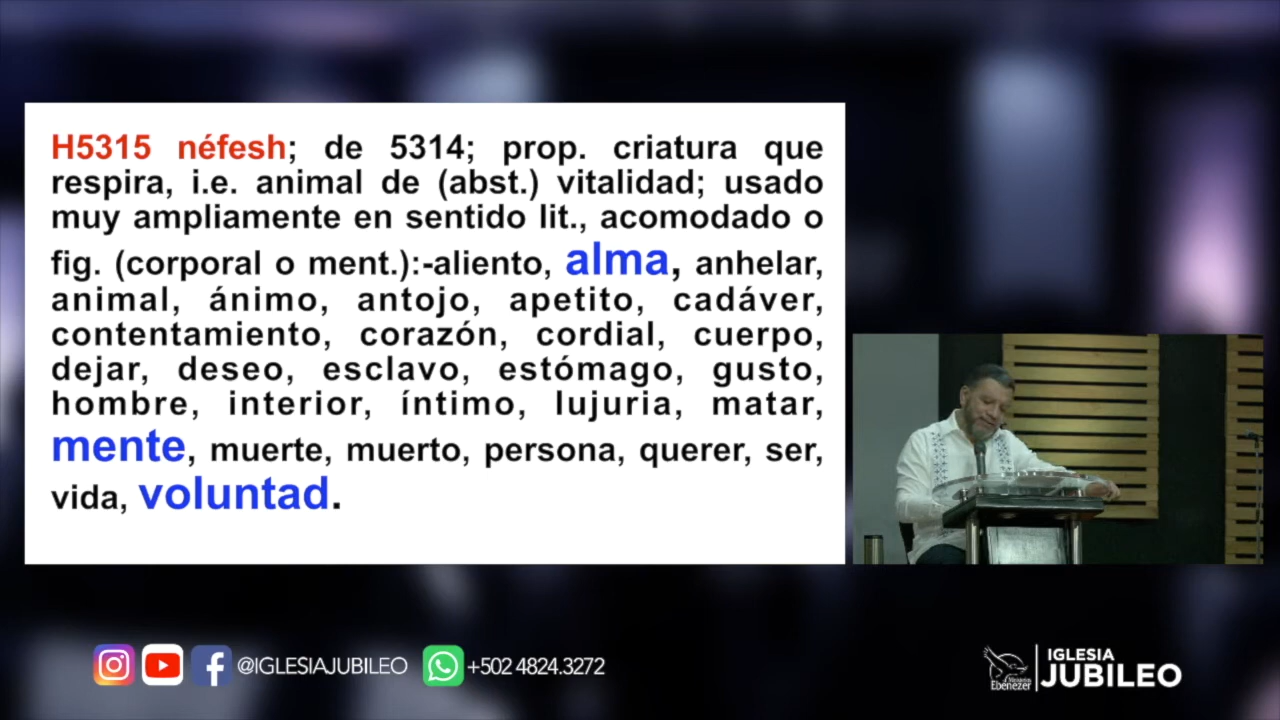 H5315 néfesh; de 5314; prop. criatura que
respira, i.e. animal de (abst.) vitalidad; usado
muy ampliamente en sentido lit., acomodado o
fig. (corporal o ment.):-aliento, alma, anhelar,
animal, ánimo, antojo, apetito, cadáver,
contentamiento, corazón, cordial, cuerpo,
dejar, deseo, esclavo, estómago, gusto,
hombre, interior, íntimo, lujuria, matar,
mente, muerte, muerto, persona, querer, ser,
vida, voluntad.
@IGLESIAJUBILEO +502 4824.3272
Ministerios
Ebenezer
IGLESIA
JUBILEO